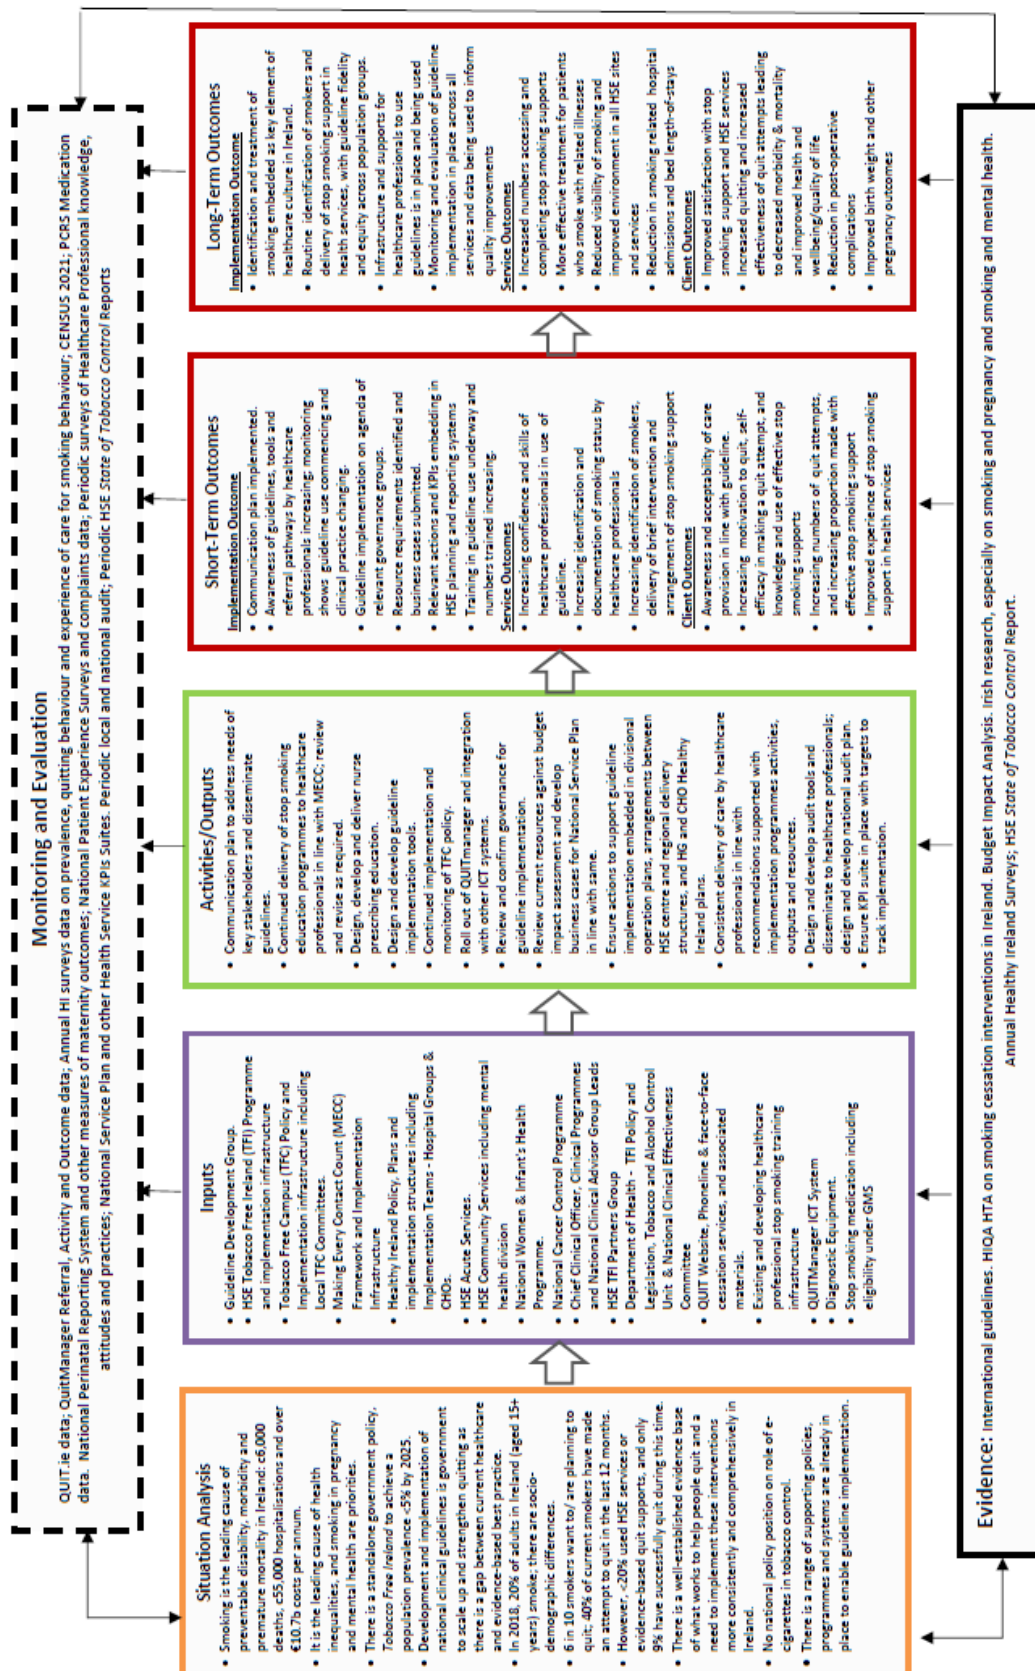 Monitoring and Evaluation
QUIT.ie data; QuitManager Referral, Activity and Outcome data; Annual HI surveys data on prevalence, quitting behaviour and experience of care for smoking behaviour; CENSUS 2021; PCRS Medication
data. National Perinatal Reporting System and other measures of maternity outcomes; National Patient Experience Surveys and complaints data; Periodic surveys of Healthcare Professional knowledge,
attitudes and practices; National Service Plan and other Health Service KPIs Suites. Periodic local and national audit; Periodic HSE State of Tobacco Control Reports
Situation Analysis
• Smoking is the leading cause of
preventable disability, morbidity and
premature mortality in Ireland: c6,000
deaths, c55,000 hospitalisations and over
€10.7b costs per annum.
• It is the leading cause of health
inequalities, and smoking in pregnancy
and mental health are priorities.
• There is a standalone government policy,
Tobacco Free Ireland to achieve a
population prevalence <5% by 2025.
• Development and implementation of
national clinical guidelines is government
to scale up and strengthen quitting as
there is a gap between current healthcare
and evidence-based best practice.
• In 2018, 20% of adults in Ireland (aged 15+
years) smoke; there are socio-
demographic differences.
• 6 in 10 smokers want to/ are planning to
quit; 40% of current smokers have made
an attempt to quit in the last 12 months.
• However, <20% used HSE services or
evidence-based quit supports, and only
9% have successfully quit during this time.
• There is a well-established evidence base
of what works to help people quit and a
need to implement these interventions
more consistently and comprehensively in
Ireland.
• No national policy position on role of e-
cigarettes in tobacco control.
• There is a range of supporting policies,
programmes and systems are already in
place to enable guideline implementation.
Inputs
• Guideline Development Group.
• HSE Tobacco Free Ireland (TFI) Programme
and implementation infrastructure
• Tobacco Free Campus (TFC) Policy and
Implementation infrastructure including
Local TFC Committees.
• Making Every Contact Count (MECC)
Framework and Implementation
Infrastructure
• Healthy Ireland Policy, Plans and
implementation structures including
Implementation Teams - Hospital Groups &
CHOs.
• HSE Acute Services.
• HSE Community Services including mental
health division
• National Women & Infant's Health
Programme.
• National Cancer Control Programme
• Chief Clinical Officer, Clinical Programmes
and National Clinical Advisor Group Leads
• HSE TFI Partners Group
• Department of Health - TFI Policy and
Legislation, Tobacco and Alcohol Control
Unit & National Clinical Effectiveness
Committee
• QUIT Website, Phoneline & face-to-face
cessation services, and associated
materials.
• Existing and developing healthcare
professional stop smoking training
infrastructure
• QUITManager ICT System
• Diagnostic Equipment.
• Stop smoking medication including
eligibility under GMS
Activities/Outputs
• Communication plan to address needs of
key stakeholders and disseminate
guidelines.
• Continued delivery of stop smoking
education programmes to healthcare
professionals in line with MECC; review
and revise as required.
• Design, develop and deliver nurse
prescribing education.
• Design and develop guideline
implementation tools.
• Continued implementation and
monitoring of TFC policy.
• Roll out of QUITmanager and integration
with other ICT systems.
• Review and confirm governance for
guideline implementation.
• Review current resources against budget
impact assessment and develop
business cases for National Service Plan
in line with same.
• Ensure actions to support guideline
implementation embedded in divisional
operation plans, arrangements between
HSE centre and regional delivery
structures, and HG and CHO Healthy
Ireland plans.
• Consistent delivery of care by healthcare
professionals in line with
recommendations supported with
implementation programmes activities,
outputs and resources.
• Design and develop audit tools and
disseminate to healthcare professionals;
design and develop national audit plan.
• Ensure KPI suite in place with targets to
track implementation.
Short-Term Outcomes
Implementation Outcome
• Communication plan implemented.
• Awareness of guidelines, tools and
referral pathways by healthcare
professionals increasing; monitoring
shows guideline use commencing and
clinical practice changing.
• Guideline implementation on agenda of
relevant governance groups.
• Resource requirements identified and
business cases submitted.
• Relevant actions and KPIs embedding in
HSE planning and reporting systems
• Training in guideline use underway and
numbers trained increasing.
Service Outcomes
• Increasing confidence and skills of
healthcare professionals in use of
guideline.
• Increasing identification and
documentation of smoking status by
healthcare professionals
• Increasing identification of smokers,
delivery of brief intervention and
arrangement of stop smoking support
Client Outcomes
• Awareness and acceptability of care
provision in line with guideline.
• Increasing motivation to quit, self-
efficacy in making a quit attempt, and
knowledge and use of effective stop
smoking supports
• Increasing numbers of quit attempts,
and increasing proportion made with
effective stop smoking support
• Improved experience of stop smoking
support in health services
Long-Term Outcomes
Implementation Outcome
• Identification and treatment of
smoking embedded as key element of
healthcare culture in Ireland.
• Routine identification of smokers and
delivery of stop smoking support in
health services, with guideline fidelity
and equity across population groups.
• Infrastructure and supports for
healthcare professionals to use
guidelines is in place and being used
• Monitoring and evaluation of guideline
implementation in place across all
services and data being used to inform
quality improvements
Service Outcomes
• Increased numbers accessing and
completing stop smoking supports
• More effective treatment for patients
who smoke with related illnesses
• Reduced visibility of smoking and
improved environment in all HSE sites
and services
• Reduction in smoking related hospital
admissions and bed length-of-stays
Client Outcomes
• Improved satisfaction with stop
smoking support and HSE services
• Increased quitting and increased
effectiveness of quit attempts leading
to decreased morbidity & mortality
and improved health and
wellbeing/quality of life
• Reduction in post-operative
complications
• Improved birth weight and other
pregnancy outcomes
Evidence: International guidelines. HIQA HTA on smoking cessation interventions in Ireland. Budget Impact Analysis. Irish research, especially on smoking and pregnancy and smoking and mental health.
Annual Healthy Ireland Surveys; HSE State of Tobacco Control Report.